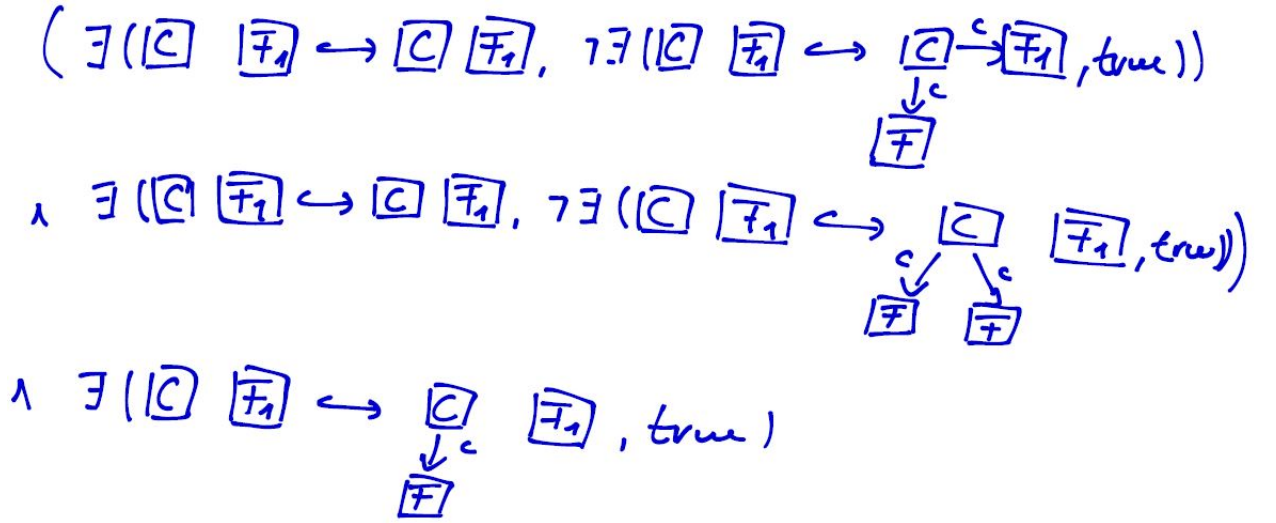 ( ∃ ( C F₁ ↪ C F₁, ¬∃ ( C F₁ ↪ C c→ F₁, true ) )
↓ c
F
∧ ∃ ( C F₁ ↪ C F₁, ¬∃ ( C F₁ ↪ C F₁, true ) )
c c
F F
∧ ∃ ( C F₁ ↪ C F₁, true )
↓ c
F